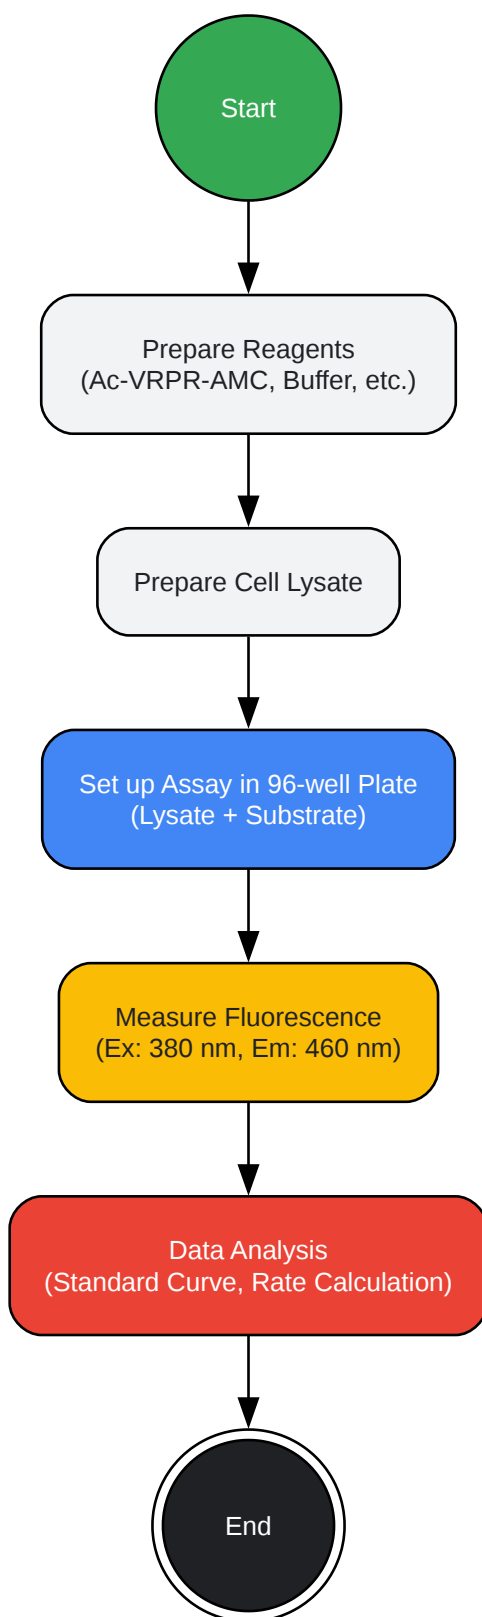 Start
Prepare Reagents
(Ac-VRPR-AMC, Buffer, etc.)
Prepare Cell Lysate
Set up Assay in 96-well Plate
(Lysate + Substrate)
Measure Fluorescence
(Ex: 380 nm, Em: 460 nm)
Data Analysis
(Standard Curve, Rate Calculation)
End